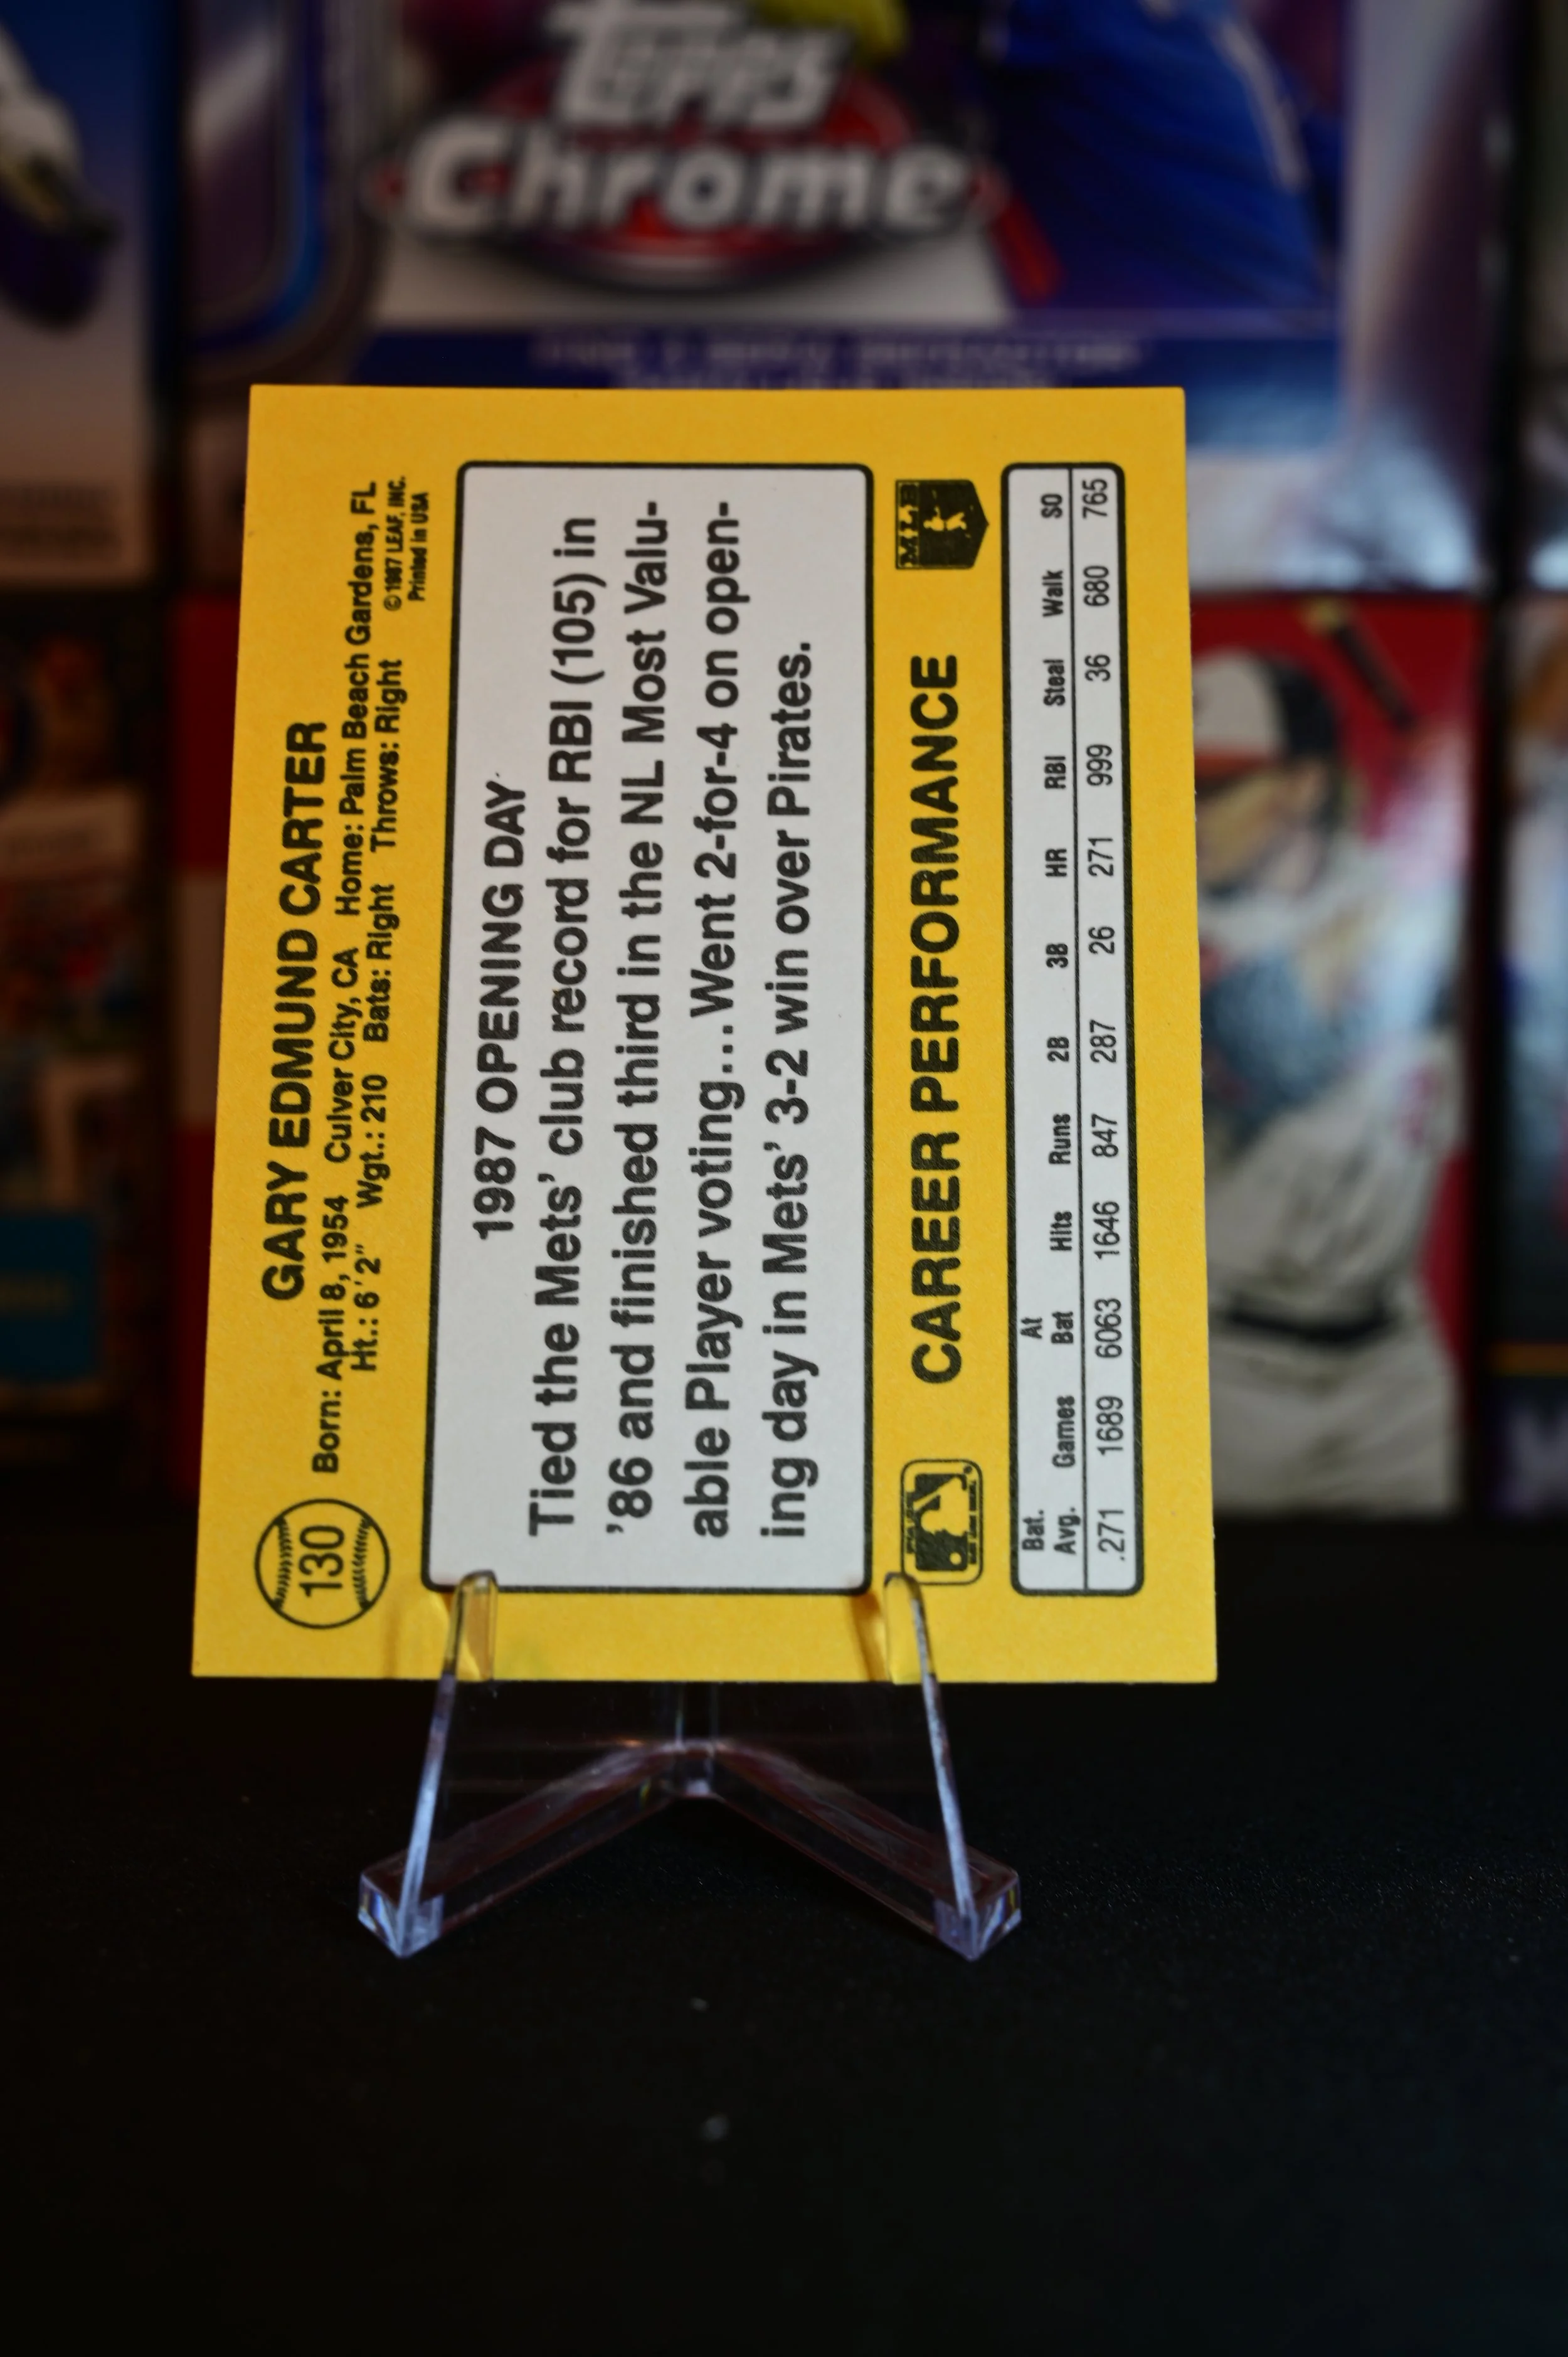 Topps
Chrome
130
GARY EDMUND CARTER
Born: April 8, 1954 Culver City, CA Home: Palm Beach Gardens, FL
Ht.: 6'2" Wgt.: 210 Bats: Right Throws: Right
©1987 LEAF, INC.
Printed in USA
1987 OPENING DAY
Tied the Mets' club record for RBI (105) in
'86 and finished third in the NL Most Valu-
able Player voting...Went 2-for-4 on open-
ing day in Mets' 3-2 win over Pirates.
CAREER PERFORMANCE
MLB
Bat. Avg. Games At Bat Hits Runs 2B 3B HR RBI Steal Walk SO
.271 1689 6063 1646 847 287 26 271 999 36 680 765